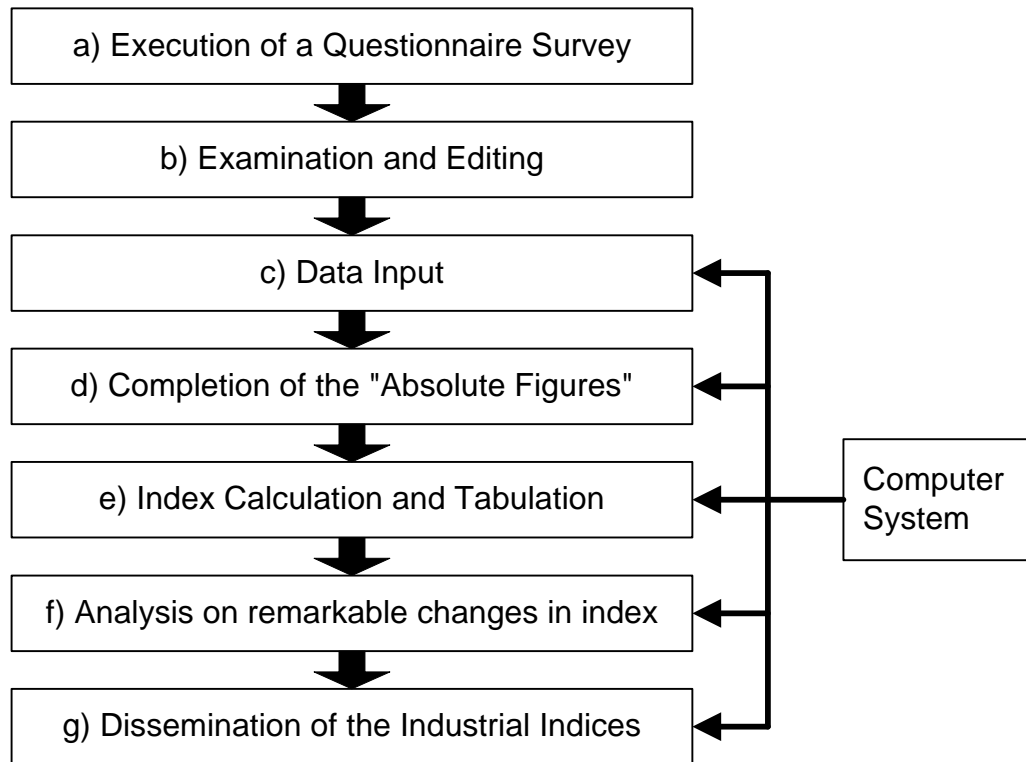 a) Execution of a Questionnaire Survey
b) Examination and Editing
c) Data Input
d) Completion of the "Absolute Figures"
e) Index Calculation and Tabulation
f) Analysis on remarkable changes in index
g) Dissemination of the Industrial Indices
Computer
System